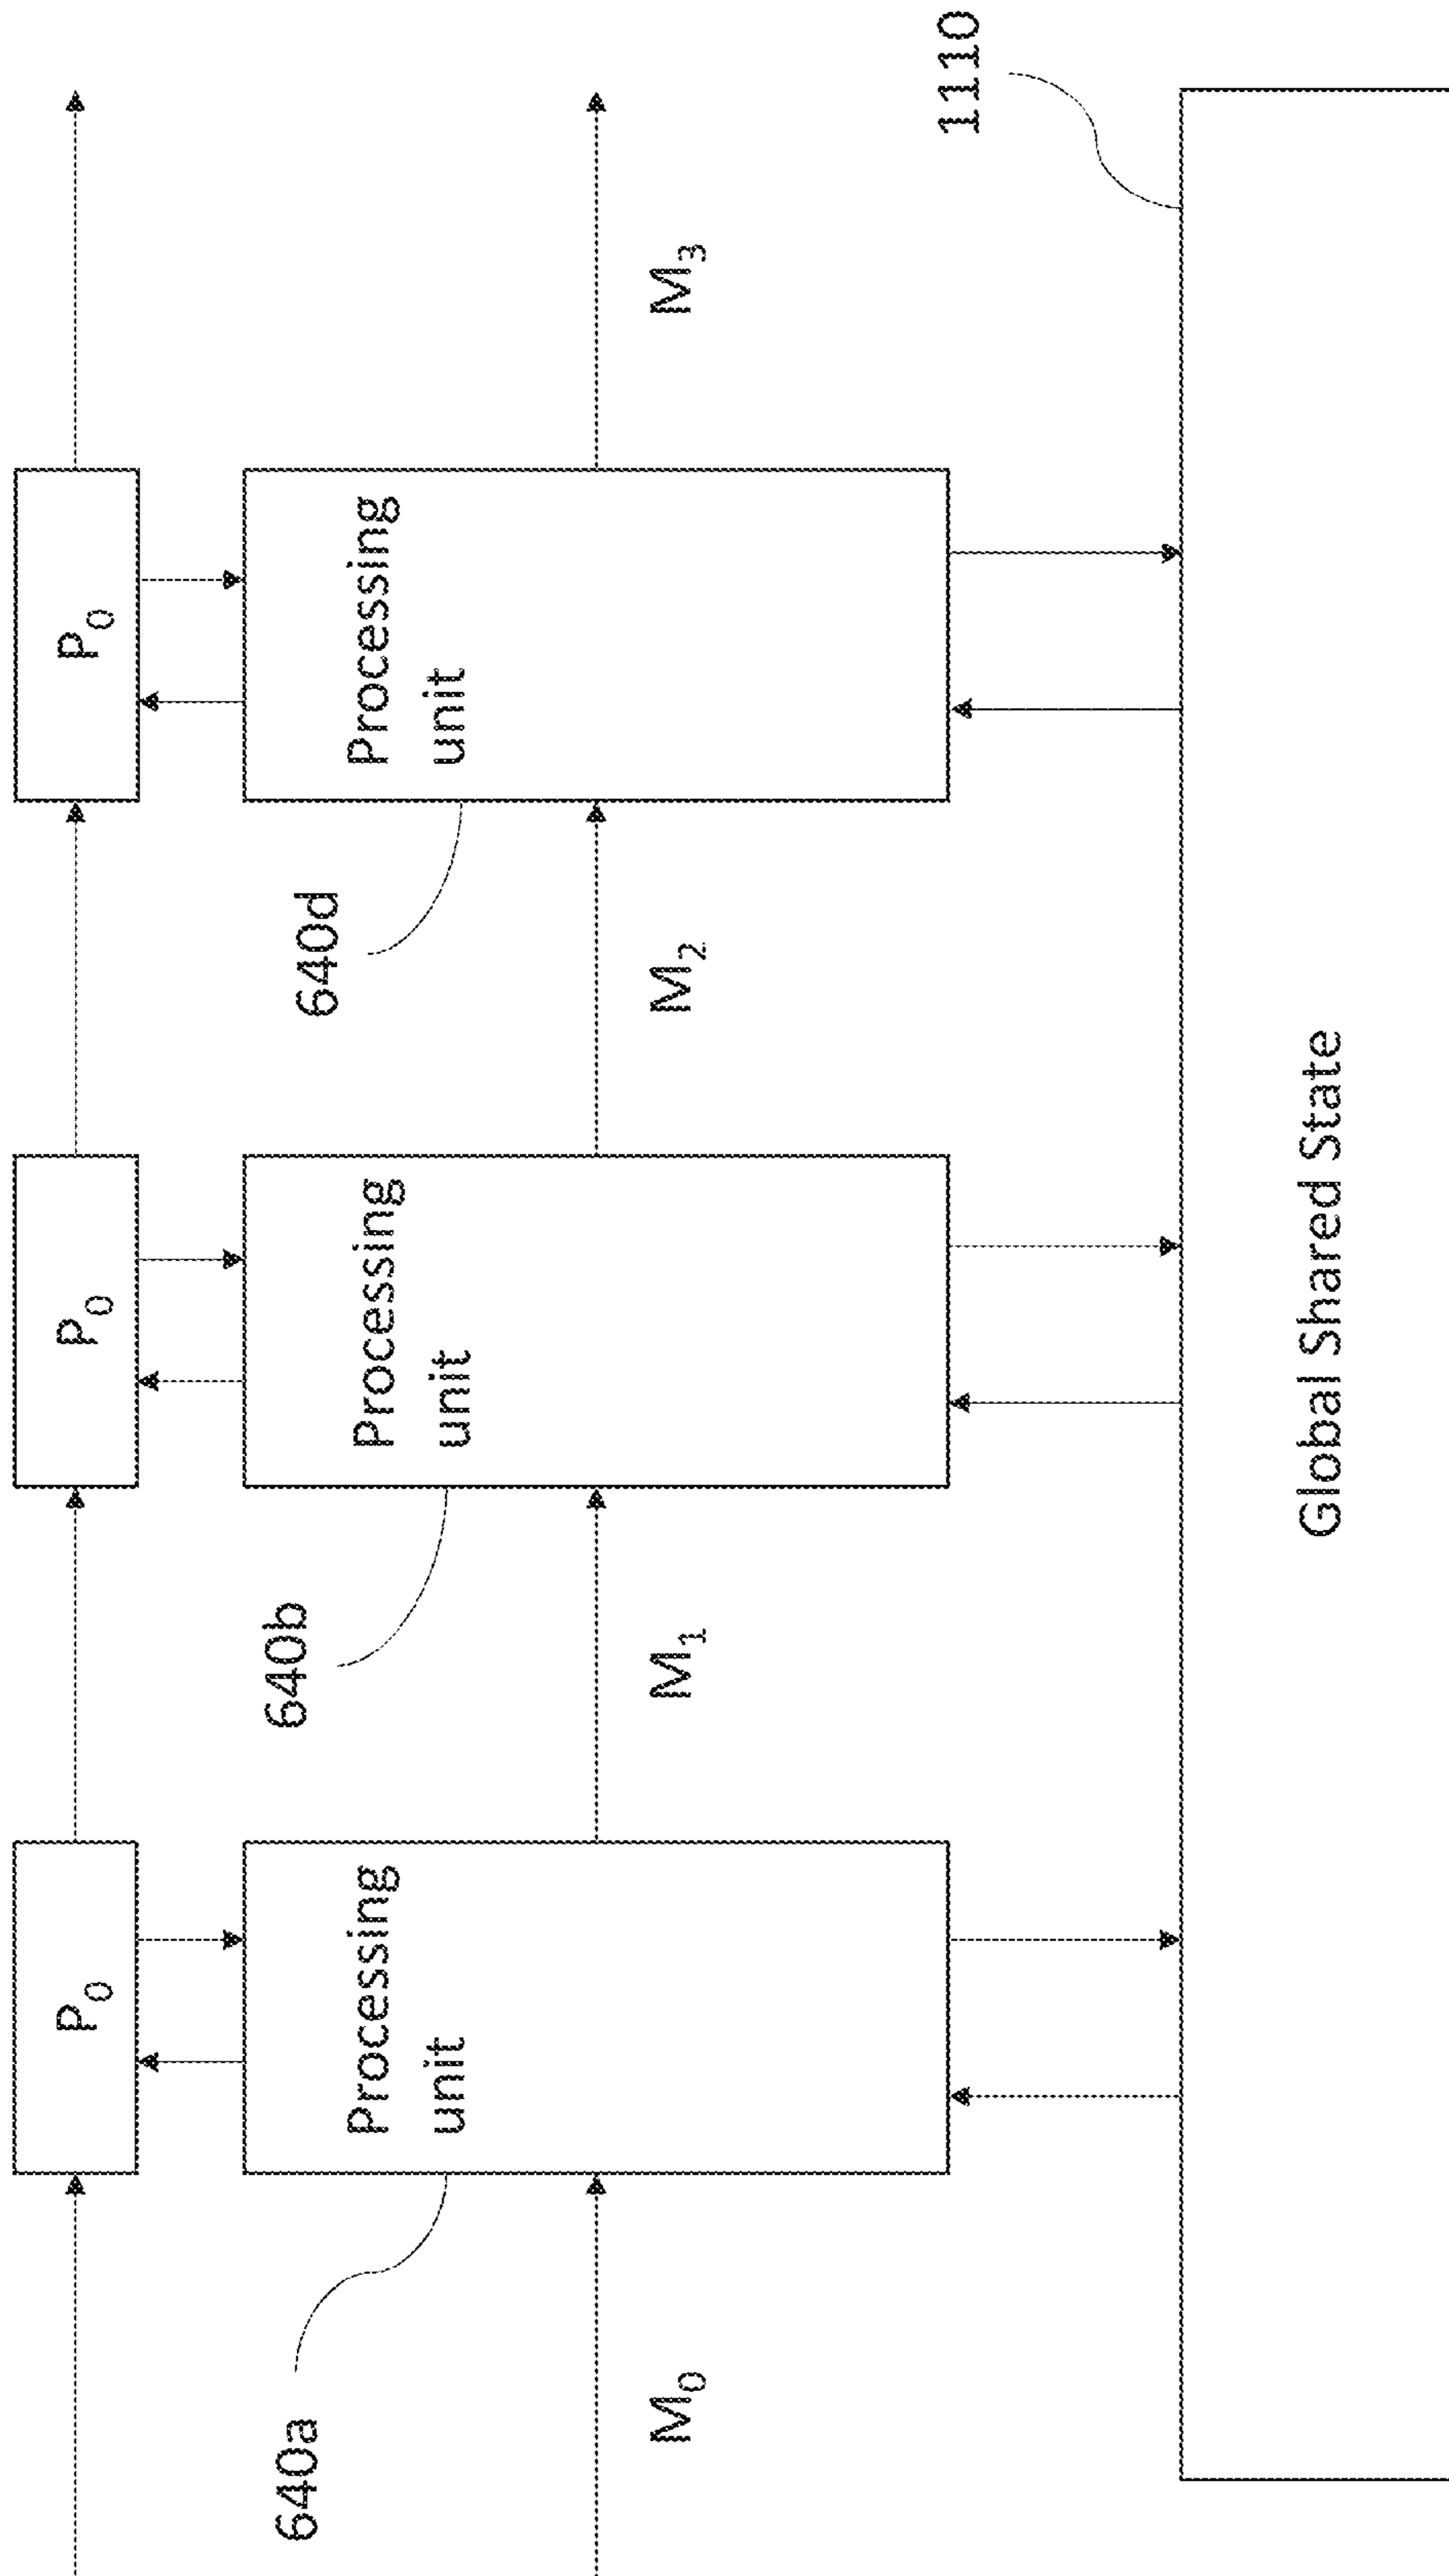 P0
P0
P0
640a
Processing
unit
640b
Processing
unit
640d
Processing
unit
M0
M1
M2
M3
1110
Global Shared State